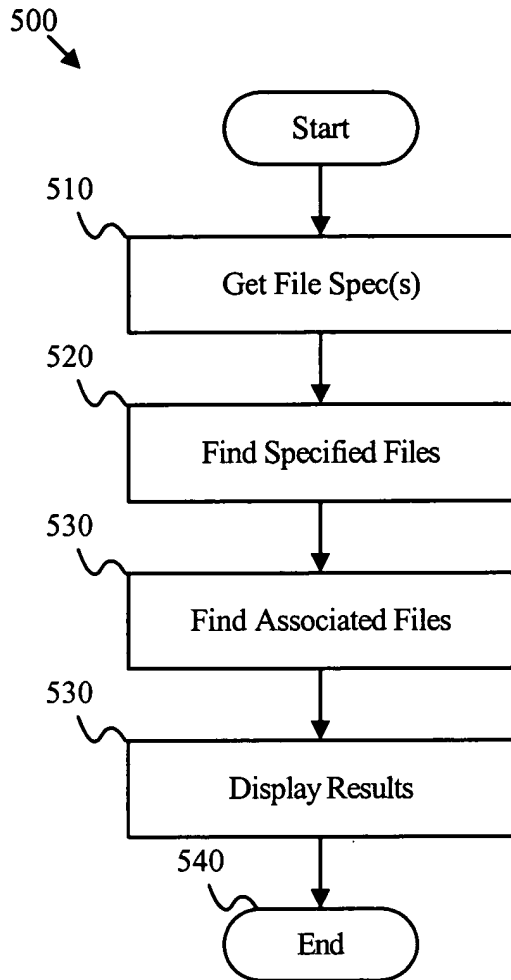 500
Start
510
Get File Spec(s)
520
Find Specified Files
530
Find Associated Files
530
Display Results
540
End